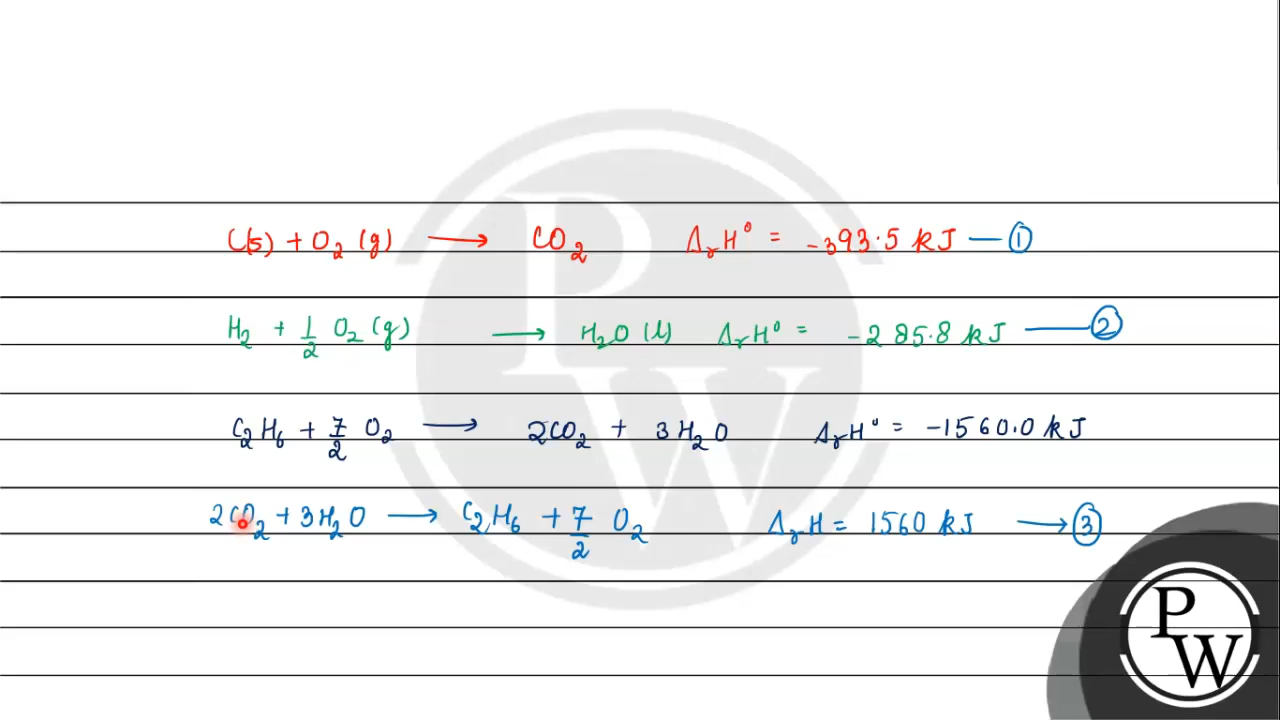 C(s) + O₂ (g) → CO₂ ΔᵣH° = -393.5 kJ — ①
H₂ + 1/2 O₂ (g) → H₂O (l) ΔᵣH° = -285.8 kJ — ②
C₂H₆ + 7/2 O₂ → 2CO₂ + 3H₂O ΔᵣH° = -1560.0 kJ
2CO₂ + 3H₂O → C₂H₆ + 7/2 O₂ ΔᵣH = 1560 kJ → ③
P
W
P
W